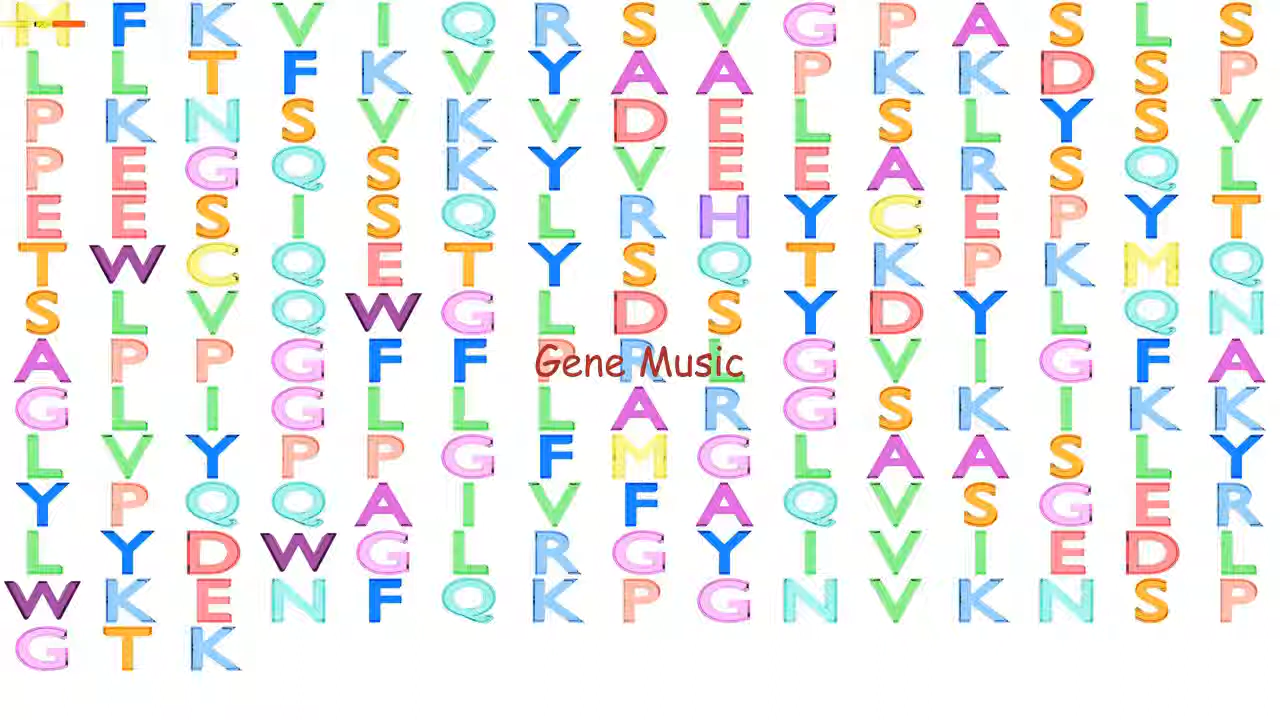 M F K V I Q R S V G P A S L S
L L T F K V Y A A P K K D S P
P K N S V K V D E L S L Y S V
P E G Q S K Y V E E A R S Q L
E E S I S Q L R H Y C E P Y T
T W C Q E T Y S Q T K P K M Q
S L V Q W G L D S Y D Y L Q N
A P P G F F P R L G V I G F A
Gene Music
G L I G L L L A R G S K I K K
L V Y P P G F M G L A A S L Y
Y P Q Q A I V F A Q V S G E R
L Y D W G L R G Y I V I E D L
W K E N F Q K P G N V K N S P
G T K